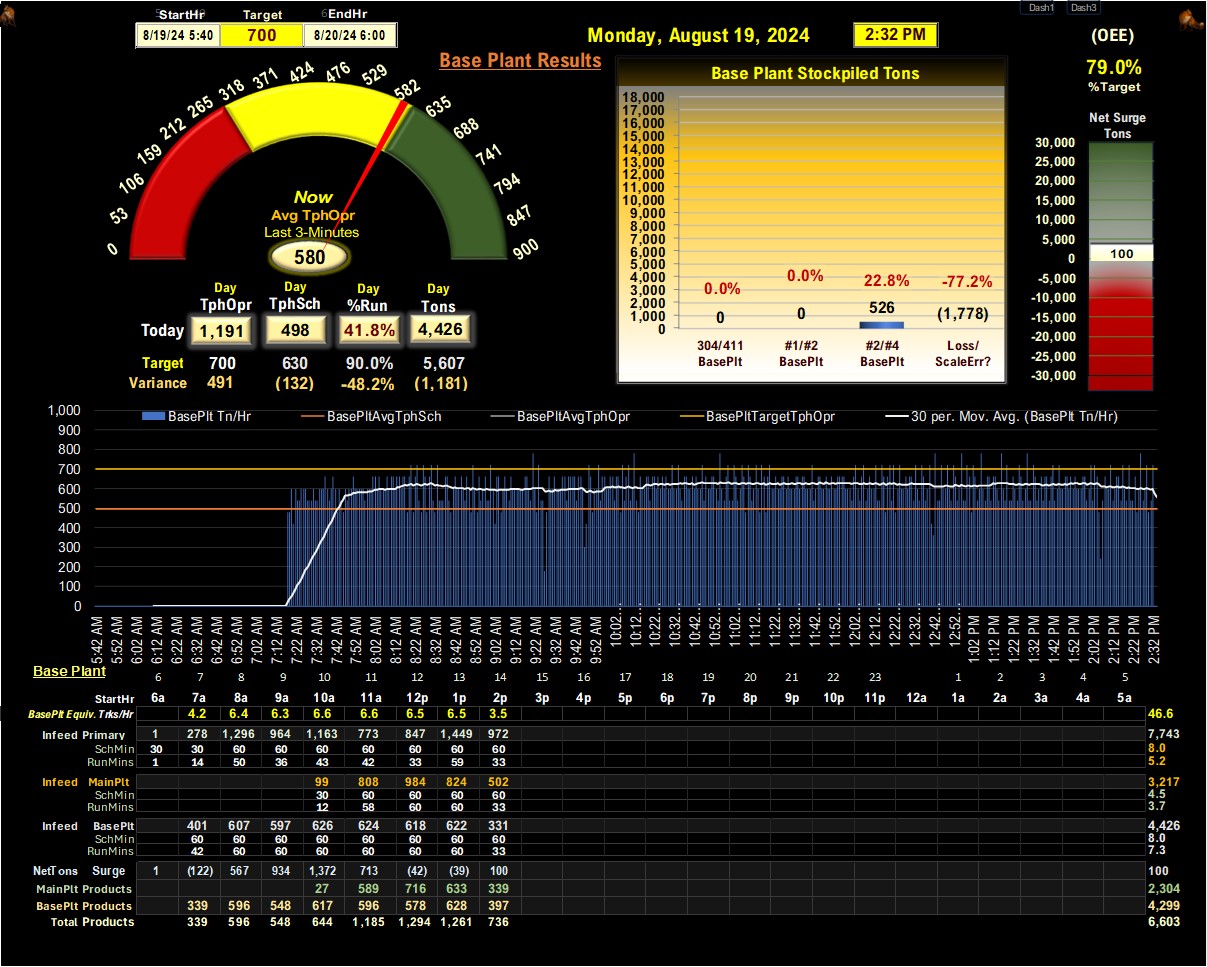 StartHr Target EndHr
8/19/24 5:40 700 8/20/24 6:00
Monday, August 19, 2024 2:32 PM
Dash1 Dash3
(OEE)
79.0%
%Target
Base Plant Results
0 53 106 159 212 265 318 371 424 476 529 582 635 688 741 794 847 900
Now
Avg TphOpr
Last 3-Minutes
580
Day Day Day Day
TphOpr TphSch %Run Tons
Today 1,191 498 41.8% 4,426
Target 700 630 90.0% 5,607
Variance 491 (132) -48.2% (1,181)
Base Plant Stockpiled Tons
18,000
17,000
16,000
15,000
14,000
13,000
12,000
11,000
10,000
9,000
8,000
7,000
6,000
5,000
4,000
3,000
2,000
1,000
0
0.0% 0.0% 22.8% -77.2%
0 0 526 (1,778)
304/411 #1/#2 #2/#4 Loss/
BasePlt BasePlt BasePlt ScaleErr?
Net Surge
Tons
30,000
25,000
20,000
15,000
10,000
5,000
0
-5,000
-10,000
-15,000
-20,000
-25,000
-30,000
100
BasePlt Tn/Hr BasePltAvgTphSch BasePltAvgTphOpr BasePltTargetTphOpr 30 per. Mov. Avg. (BasePlt Tn/Hr)
1,000
900
800
700
600
500
400
300
200
100
0
5:42 AM 5:52 AM 6:02 AM 6:12 AM 6:22 AM 6:32 AM 6:42 AM 6:52 AM 7:02 AM 7:12 AM 7:22 AM 7:32 AM 7:42 AM 7:52 AM 8:02 AM 8:12 AM 8:22 AM 8:32 AM 8:42 AM 8:52 AM 9:02 AM 9:12 AM 9:22 AM 9:32 AM 9:42 AM 9:52 AM 10:02… 10:12… 10:22… 10:32… 10:42… 10:52… 11:02… 11:12… 11:22… 11:32… 11:42… 11:52… 12:02… 12:12… 12:22… 12:32… 12:42… 12:52… 1:02 PM 1:12 PM 1:22 PM 1:32 PM 1:42 PM 1:52 PM 2:02 PM 2:12 PM 2:22 PM 2:32 PM
Base Plant
6 7 8 9 10 11 12 13 14 15 16 17 18 19 20 21 22 23 1 2 3 4 5
StartHr 6a 7a 8a 9a 10a 11a 12p 1p 2p 3p 4p 5p 6p 7p 8p 9p 10p 11p 12a 1a 2a 3a 4a 5a
BasePlt Equiv. Trks/Hr 4.2 6.4 6.3 6.6 6.6 6.5 6.5 3.5 46.6
Infeed Primary 1 278 1,296 964 1,163 773 847 1,449 972 7,743
SchMin 30 30 60 60 60 60 60 60 60 8.0
RunMins 1 14 50 36 43 42 33 59 33 5.2
Infeed MainPlt 99 808 984 824 502 3,217
SchMin 30 60 60 60 60 4.5
RunMins 12 58 60 60 33 3.7
Infeed BasePlt 401 607 597 626 624 618 622 331 4,426
SchMin 60 60 60 60 60 60 60 60 8.0
RunMins 42 60 60 60 60 60 60 33 7.3
NetTons Surge 1 (122) 567 934 1,372 713 (42) (39) 100 100
MainPlt Products 27 589 716 633 339 2,304
BasePlt Products 339 596 548 617 596 578 628 397 4,299
Total Products 339 596 548 644 1,185 1,294 1,261 736 6,603